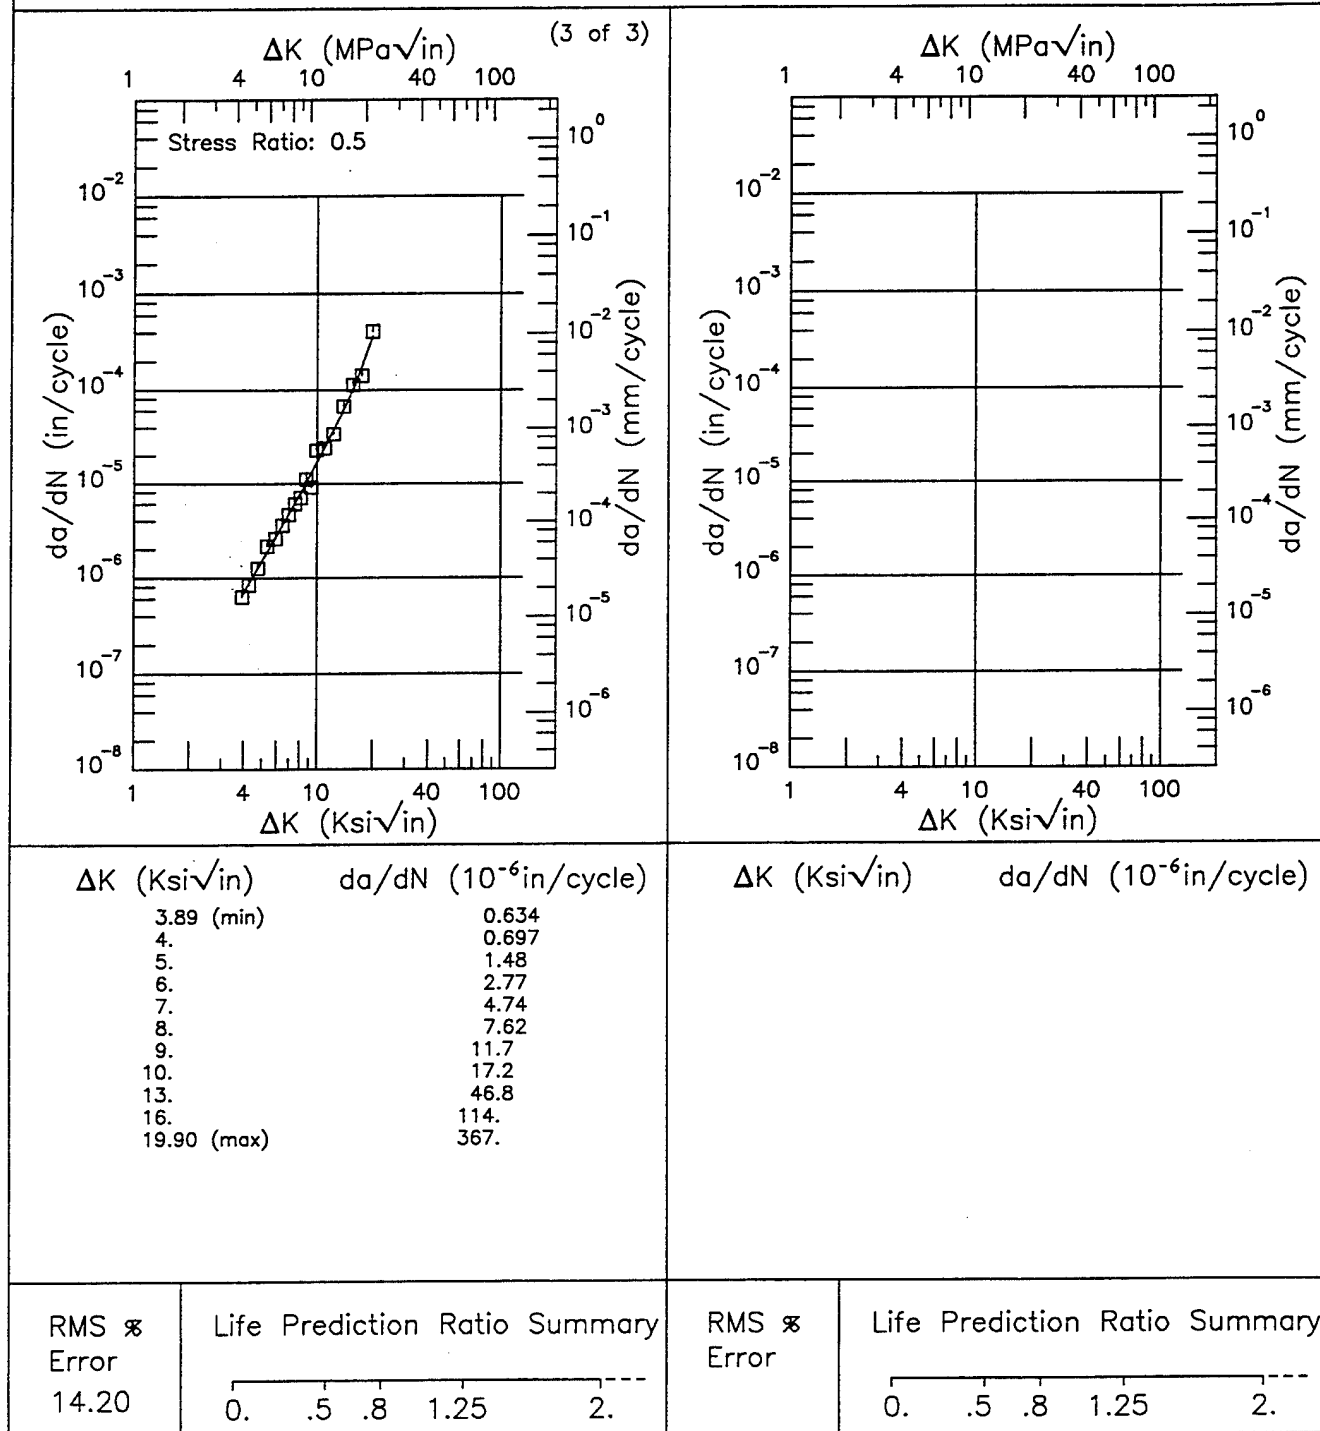 (3 of 3)
ΔK (MPa√in)
1 4 10 40 100
Stress Ratio: 0.5
10⁰
10⁻²
10⁻¹
10⁻³
10⁻²
10⁻⁴
10⁻³
10⁻⁵
10⁻⁴
10⁻⁶
10⁻⁵
10⁻⁷
10⁻⁶
10⁻⁸
da/dN (in/cycle)
da/dN (mm/cycle)
1 4 10 40 100
ΔK (Ksi√in)
ΔK (MPa√in)
1 4 10 40 100
10⁰
10⁻²
10⁻¹
10⁻³
10⁻²
10⁻⁴
10⁻³
10⁻⁵
10⁻⁴
10⁻⁶
10⁻⁵
10⁻⁷
10⁻⁶
10⁻⁸
da/dN (in/cycle)
da/dN (mm/cycle)
1 4 10 40 100
ΔK (Ksi√in)
ΔK (Ksi√in) da/dN (10⁻⁶in/cycle)
3.89 (min) 0.634
4. 0.697
5. 1.48
6. 2.77
7. 4.74
8. 7.62
9. 11.7
10. 17.2
13. 46.8
16. 114.
19.90 (max) 367.
ΔK (Ksi√in) da/dN (10⁻⁶in/cycle)
RMS %
Error
14.20
Life Prediction Ratio Summary
0. .5 .8 1.25 2.
RMS %
Error
Life Prediction Ratio Summary
0. .5 .8 1.25 2.